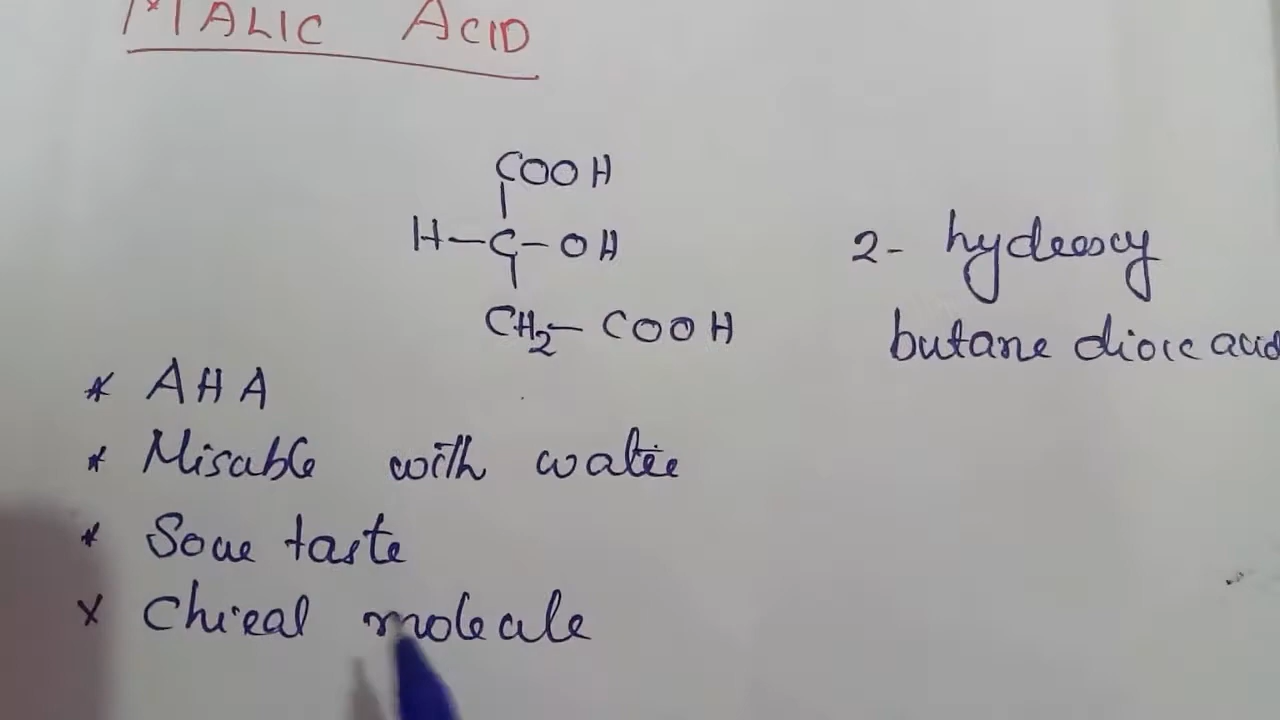 MALIC ACID
COOH
H-C-OH
CH2-COOH
2- hydroxy
butane dioic acid
* AHA
* Misable with water
* Sour taste
* Chiral molecule